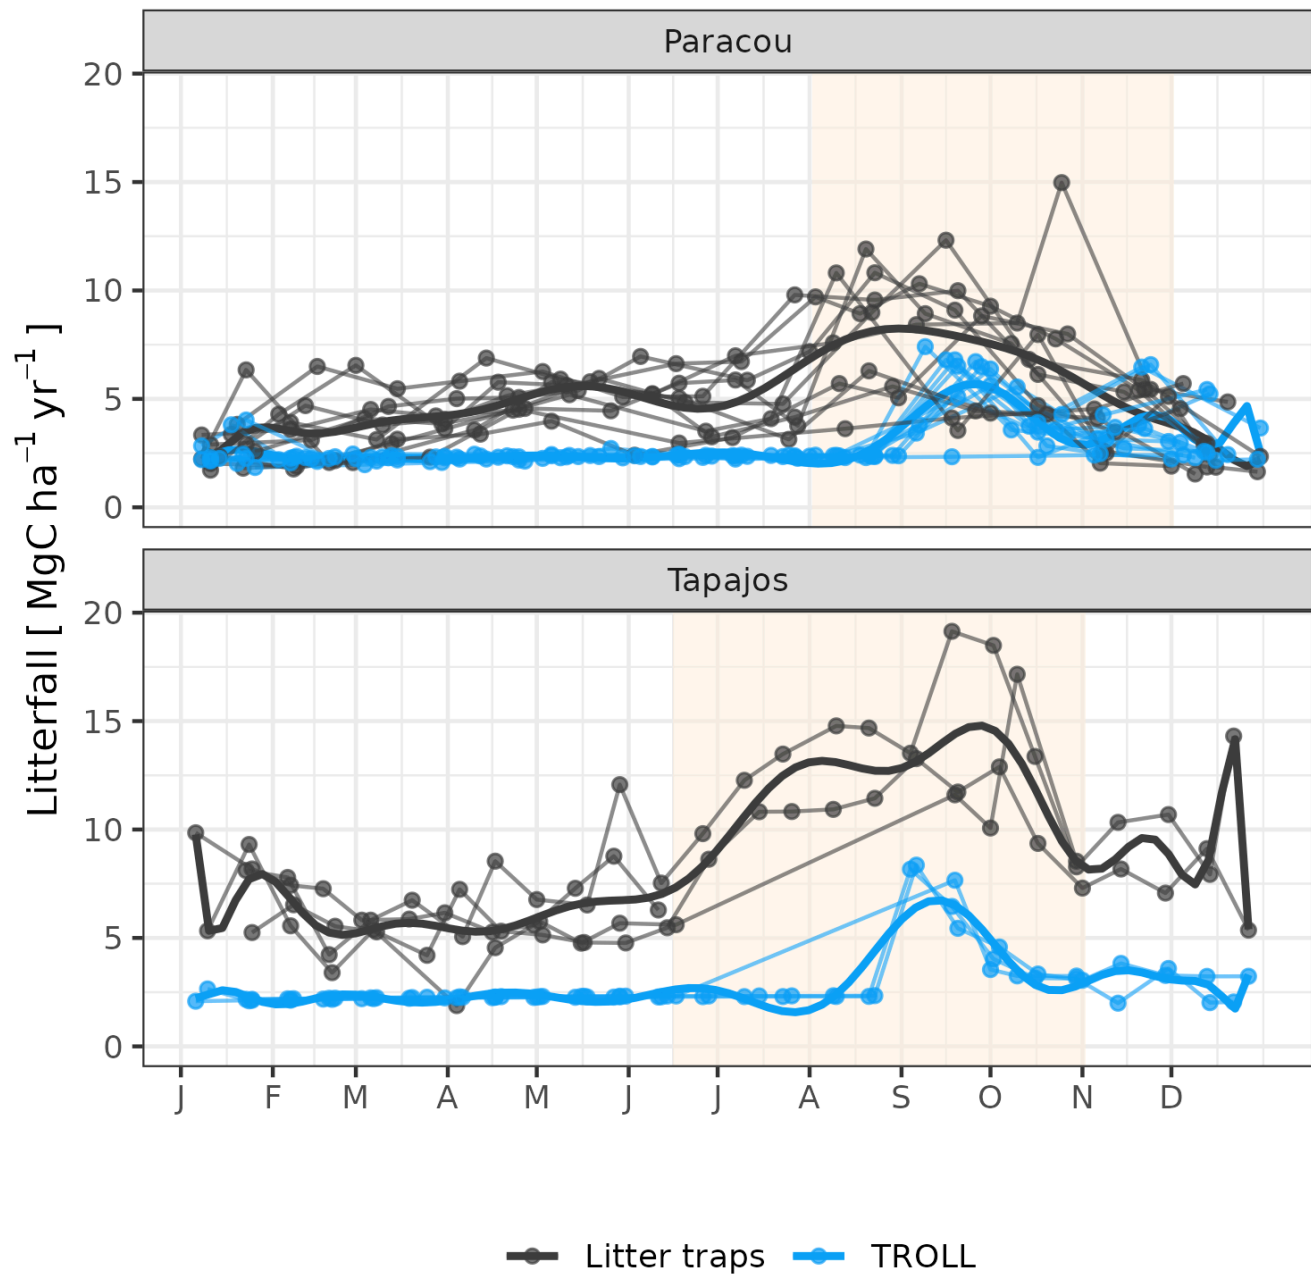 Paracou
20
15
10
5
0
Tapajos
20
15
10
5
0
Litterfall [ MgC ha⁻¹ yr⁻¹ ]
J F M A M J J A S O N D
Litter traps TROLL